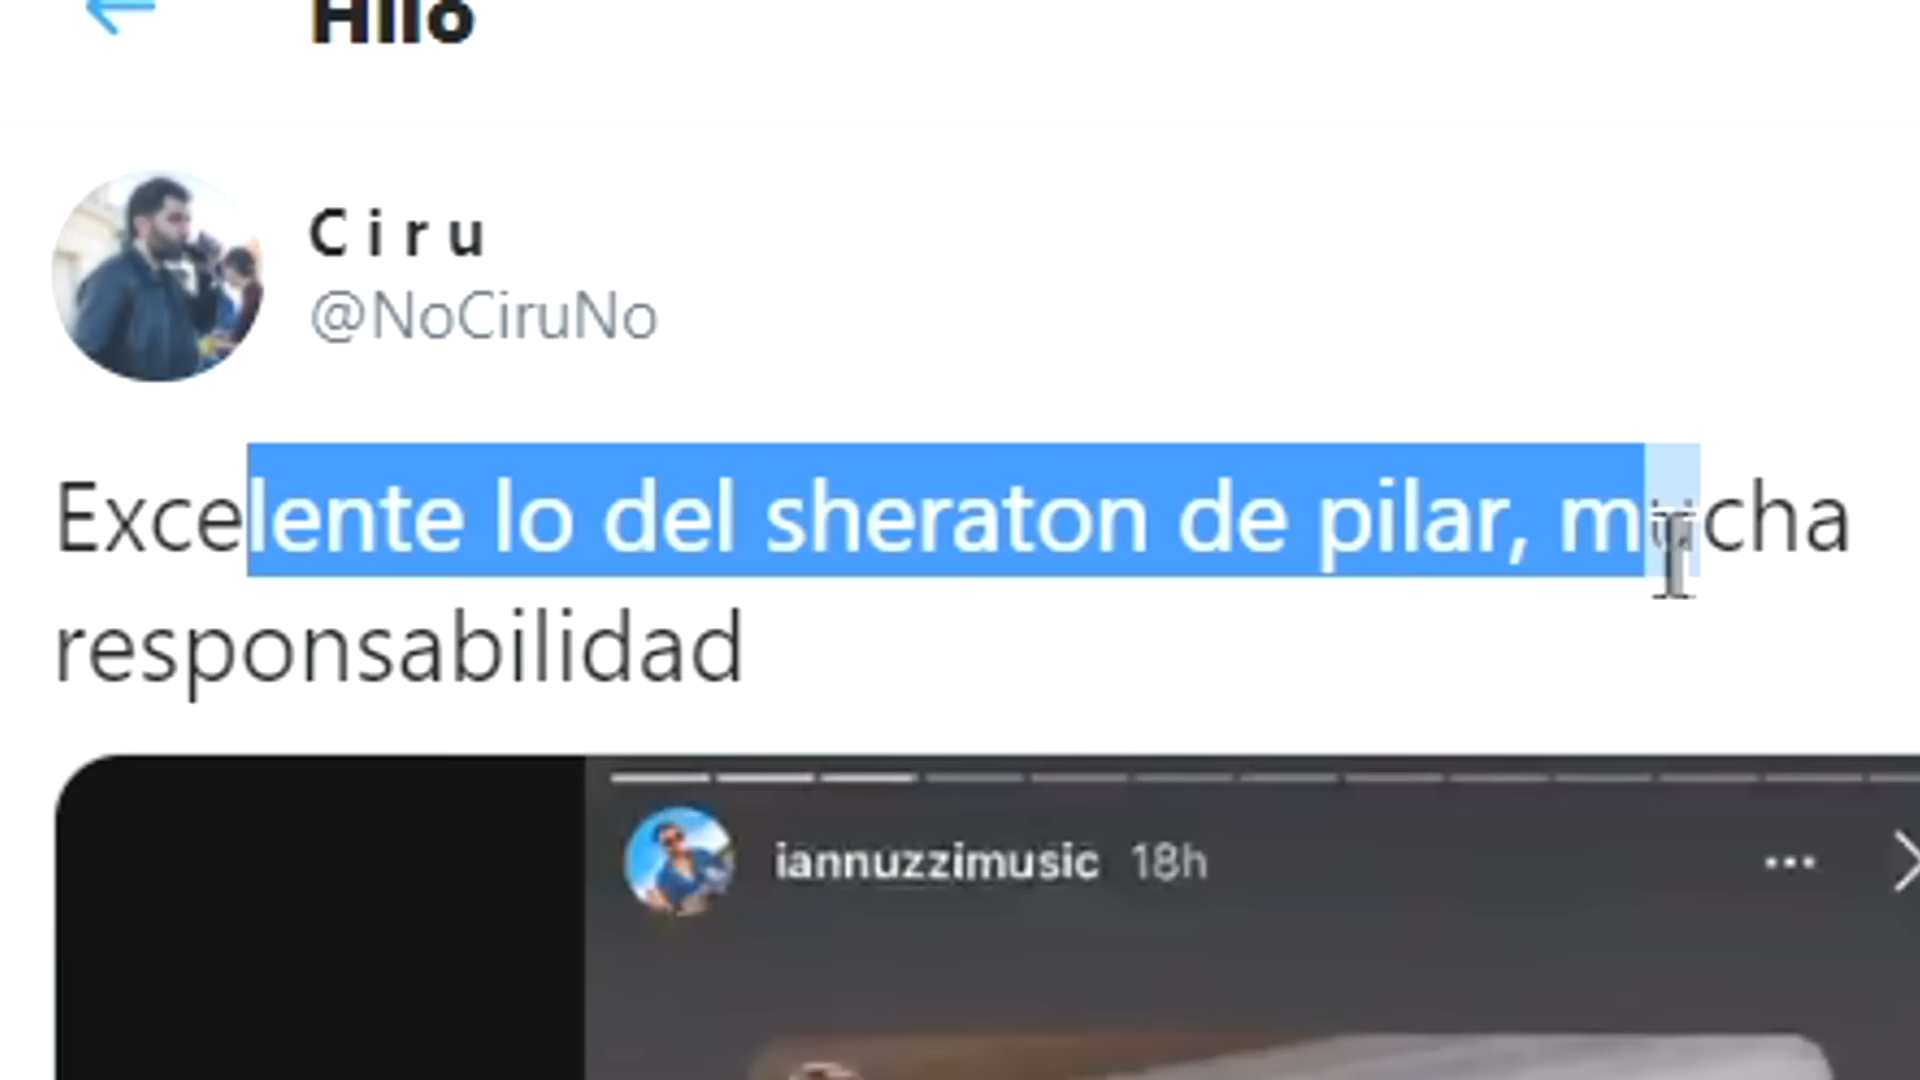 Hilo
C i r u
@NoCiruNo
Excelente lo del sheraton de pilar, mucha
responsabilidad
iannuzzimusic 18h